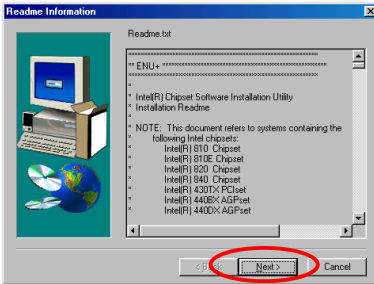 Readme Information
Readme.txt
** ENU+ **
* Intel(R) Chipset Software Installation Utility
* Installation Readme
* NOTE: This document refers to systems containing the
* following Intel chipsets:
* Intel(R) 810 Chipset
* Intel(R) 810E Chipset
* Intel(R) 820 Chipset
* Intel(R) 840 Chipset
* Intel(R) 430TX PCIset
* Intel(R) 440BX AGPset
* Intel(R) 440DX AGPset
< Back
Next >
Cancel